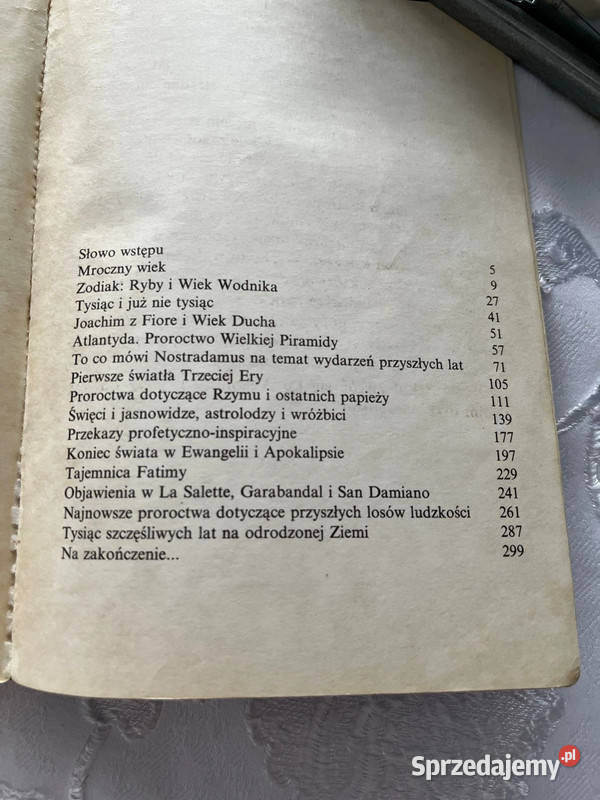 Słowo wstępu 5
Mroczny wiek 9
Zodiak: Ryby i Wiek Wodnika 27
Tysiąc i już nie tysiąc 41
Joachim z Fiore i Wiek Ducha 51
Atlantyda. Proroctwo Wielkiej Piramidy 57
To co mówi Nostradamus na temat wydarzeń przyszłych lat 71
Pierwsze światła Trzeciej Ery 105
Proroctwa dotyczące Rzymu i ostatnich papieży 111
Święci i jasnowidze, astrolodzy i wróżbici 139
Przekazy profetyczno-inspiracyjne 177
Koniec świata w Ewangelii i Apokalipsie 197
Tajemnica Fatimy 229
Objawienia w La Salette, Garabandal i San Damiano 241
Najnowsze proroctwa dotyczące przyszłych losów ludzkości 261
Tysiąc szczęśliwych lat na odrodzonej Ziemi 287
Na zakończenie... 299
Sprzedajemy.pl